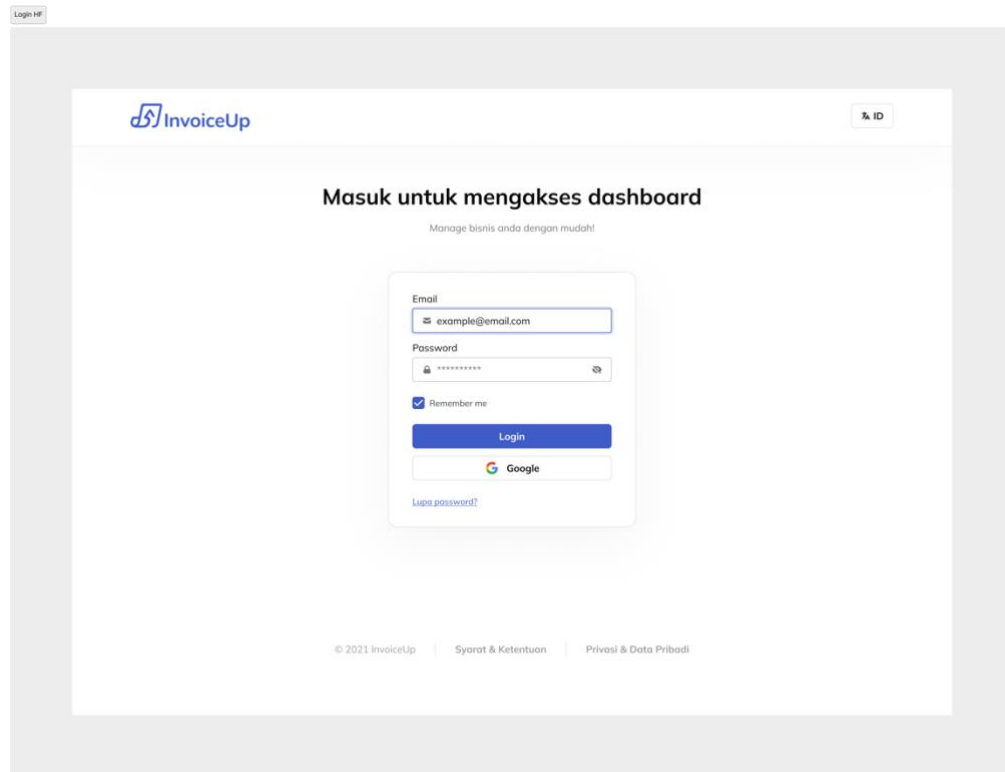 Login HF
InvoiceUp
ID
Masuk untuk mengakses dashboard
Manage bisnis anda dengan mudah!
Email
example@email.com
Password
**********
Remember me
Login
Google
Lupa password?
© 2021 InvoiceUp
Syarat & Ketentuan
Privasi & Data Pribadi